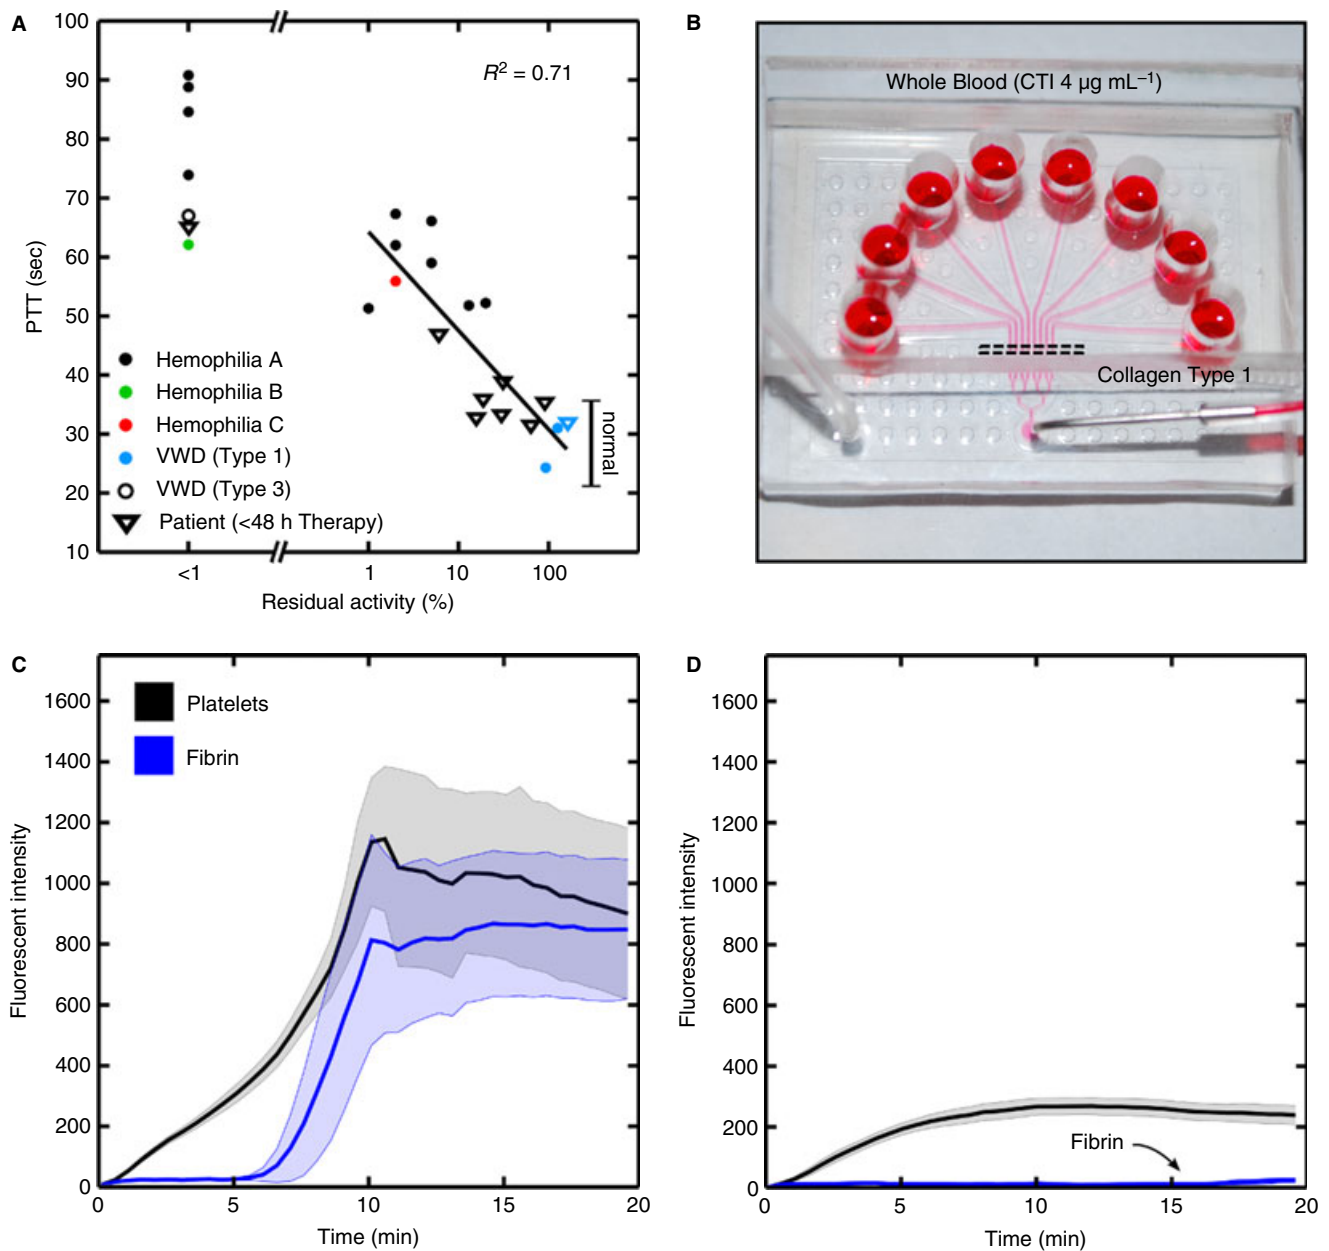 A
100
90
80
70
60
50
40
30
20
10
PTT (sec)
R² = 0.71
Hemophilia A
Hemophilia B
Hemophilia C
VWD (Type 1)
VWD (Type 3)
Patient (<48 h Therapy)
normal
<1
1
10
100
Residual activity (%)
B
Whole Blood (CTI 4 µg mL⁻¹)
Collagen Type 1
C
1600
1400
1200
1000
800
600
400
200
0
Fluorescent intensity
Platelets
Fibrin
0
5
10
15
20
Time (min)
D
1600
1400
1200
1000
800
600
400
200
0
Fluorescent intensity
Fibrin
0
5
10
15
20
Time (min)